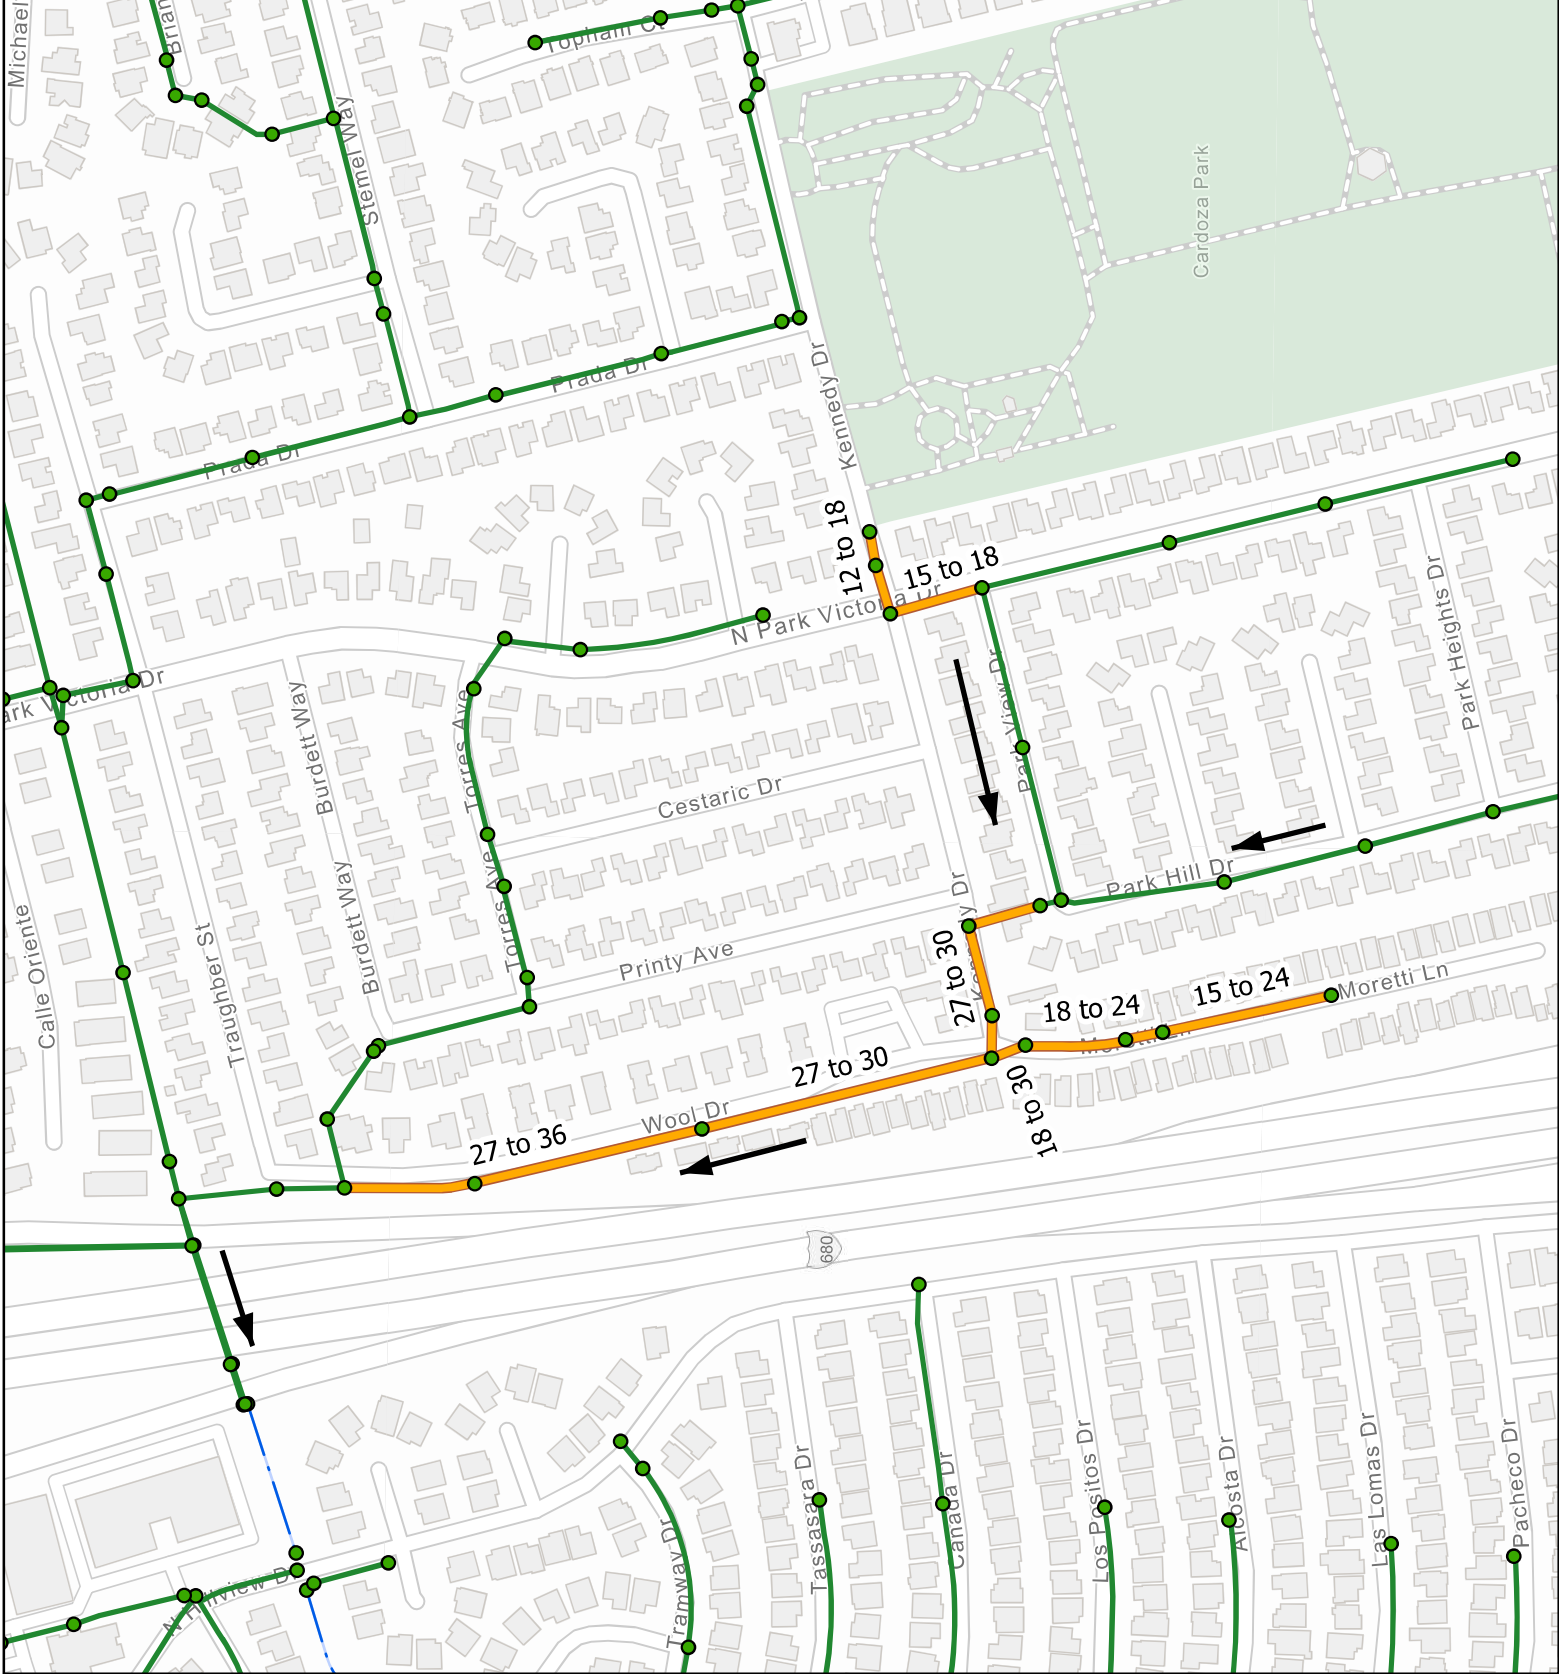 Michael
Brian
Topham Ct
Stemel Way
Cardoza Park
Kennedy Dr
Prada Dr
Prada Dr
12 to 18
15 to 18
N Park Victoria Dr
Park View Dr
Park Heights Dr
ark Victoria Dr
Burdett Way
Torres Ave
Cestaric Dr
Park Hill Dr
Burdett Way
Torres Ave
Calle Oriente
Traughber St
Printy Ave
Kennedy Dr
27 to 30
15 to 24
Moretti Ln
18 to 24
Moretti Ln
27 to 30
18 to 30
Wool Dr
27 to 36
680
Tassasara Dr
Canada Dr
Los Positos Dr
Alcosta Dr
Las Lomas Dr
Pacheco Dr
Tramway Dr
N Hillview Dr